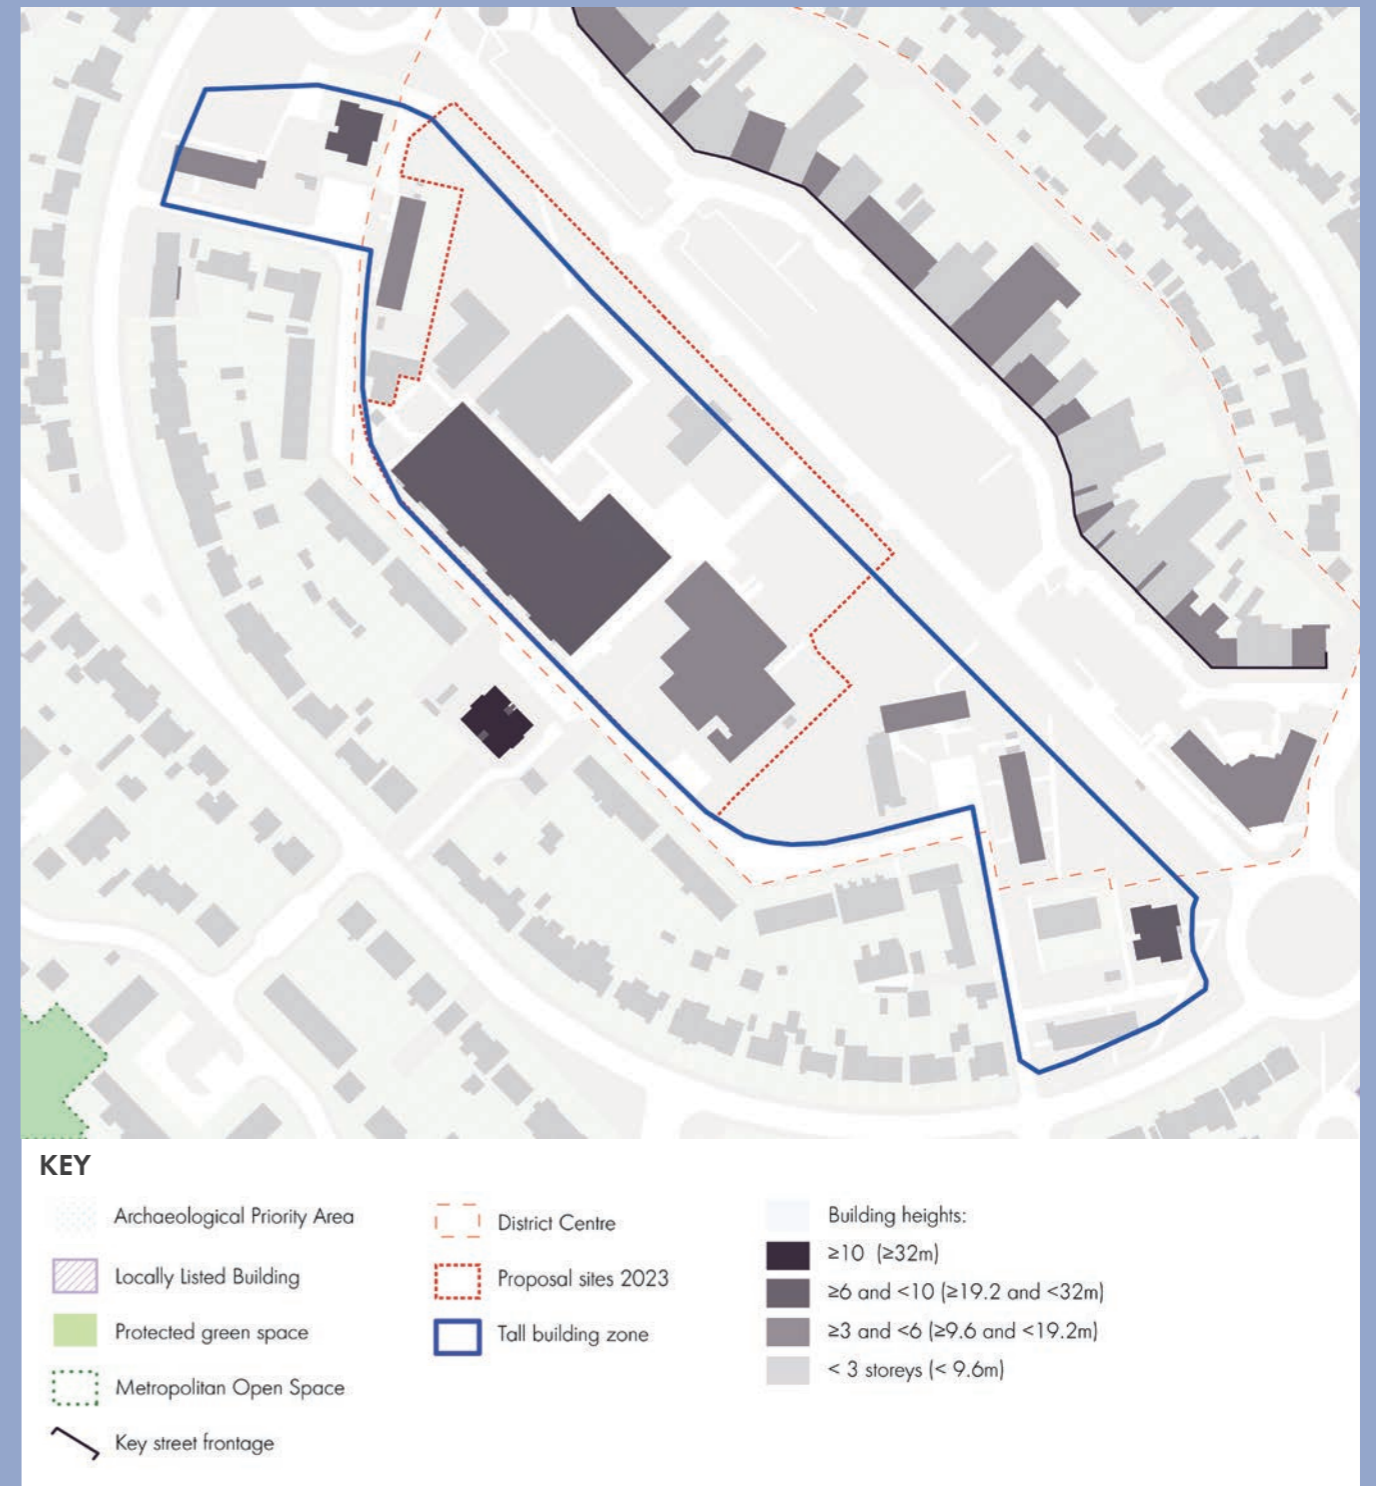 KEY
Archaeological Priority Area
Locally Listed Building
Protected green space
Metropolitan Open Space
Key street frontage
District Centre
Proposal sites 2023
Tall building zone
Building heights:
≥10 (≥32m)
≥6 and <10 (≥19.2 and <32m)
≥3 and <6 (≥9.6 and <19.2m)
< 3 storeys (< 9.6m)